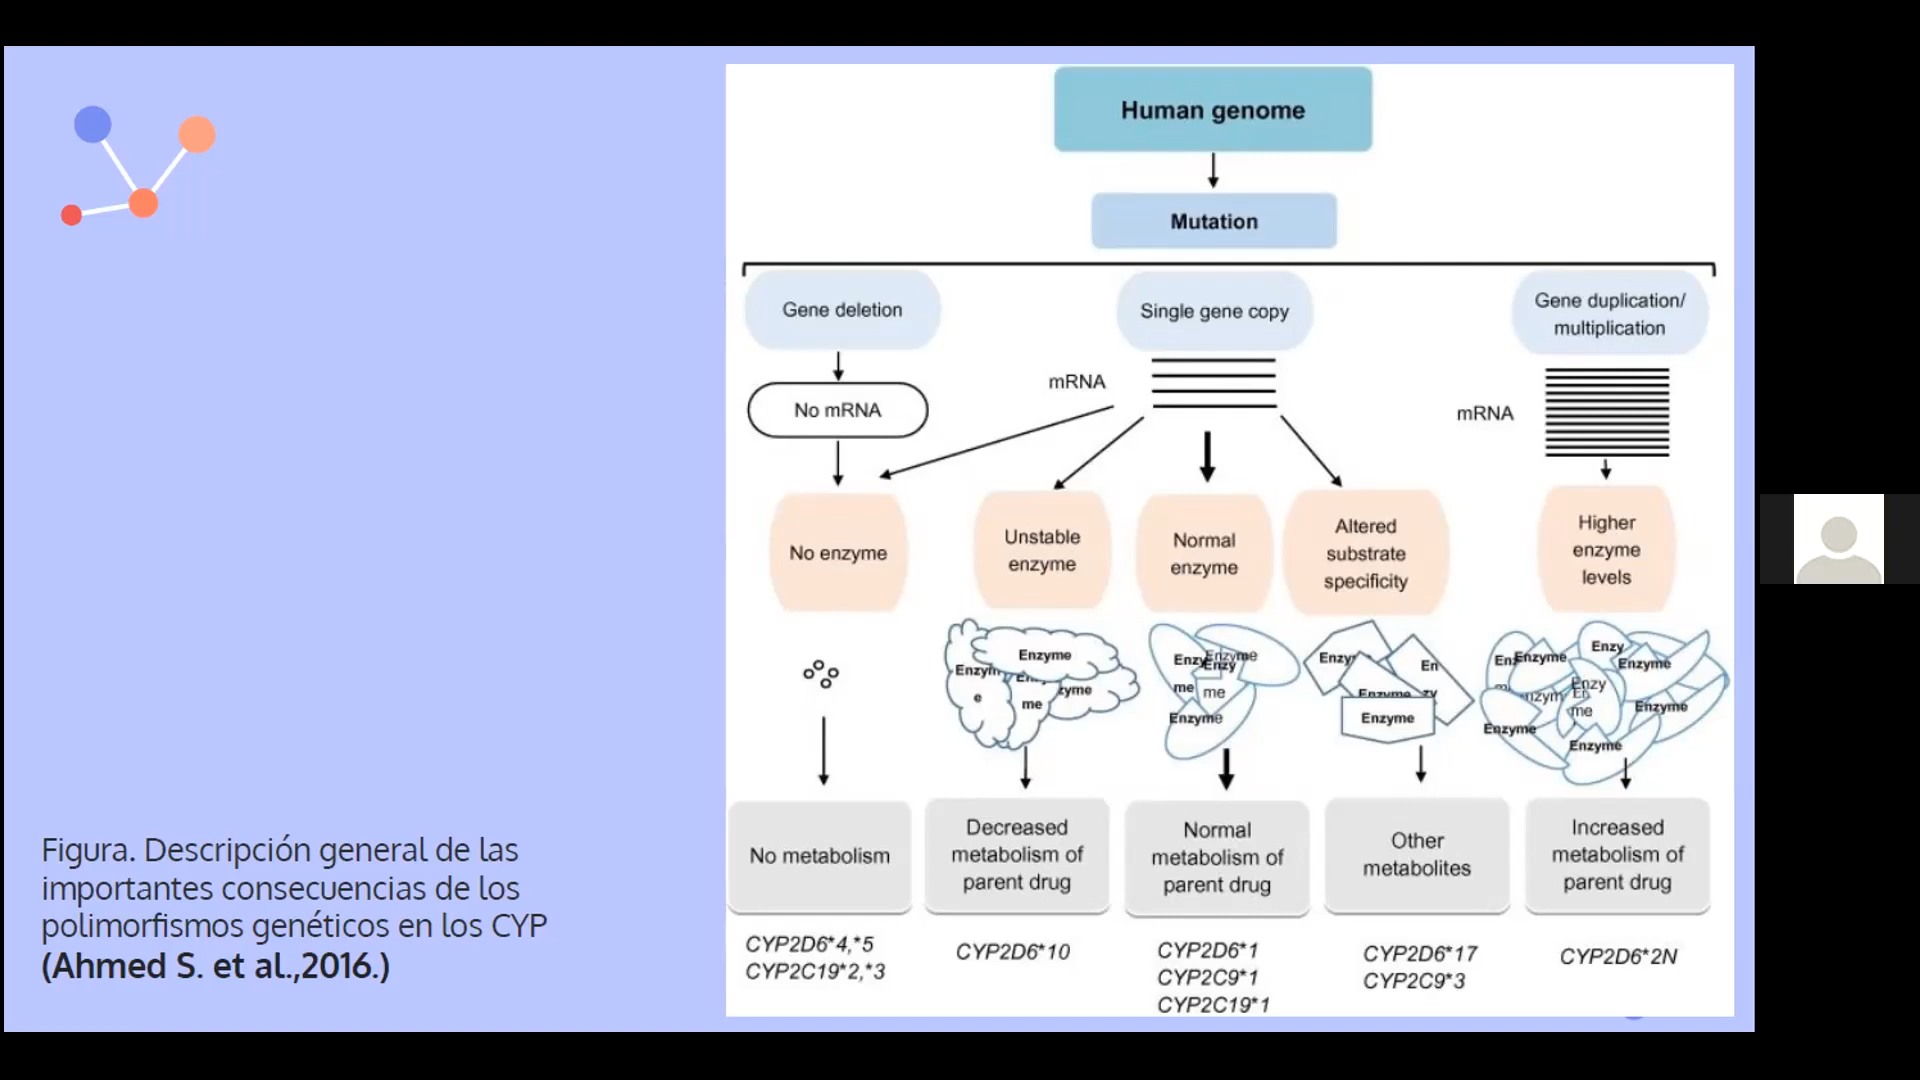 Human genome
Mutation
Gene deletion
Single gene copy
Gene duplication/
multiplication
No mRNA
mRNA
mRNA
No enzyme
Unstable
enzyme
Normal
enzyme
Altered
substrate
specificity
Higher
enzyme
levels
Enzyme
Enzyme
Enzyme
Enzyme
Enzyme
Enzyme
Enzyme
Enzyme
Enzyme
Enzyme
Enzyme
No metabolism
Decreased
metabolism of
parent drug
Normal
metabolism of
parent drug
Other
metabolites
Increased
metabolism of
parent drug
CYP2D6*4,*5
CYP2C19*2,*3
CYP2D6*10
CYP2D6*1
CYP2C9*1
CYP2C19*1
CYP2D6*17
CYP2C9*3
CYP2D6*2N
Figura. Descripción general de las
importantes consecuencias de los
polimorfismos genéticos en los CYP
(Ahmed S. et al.,2016.)